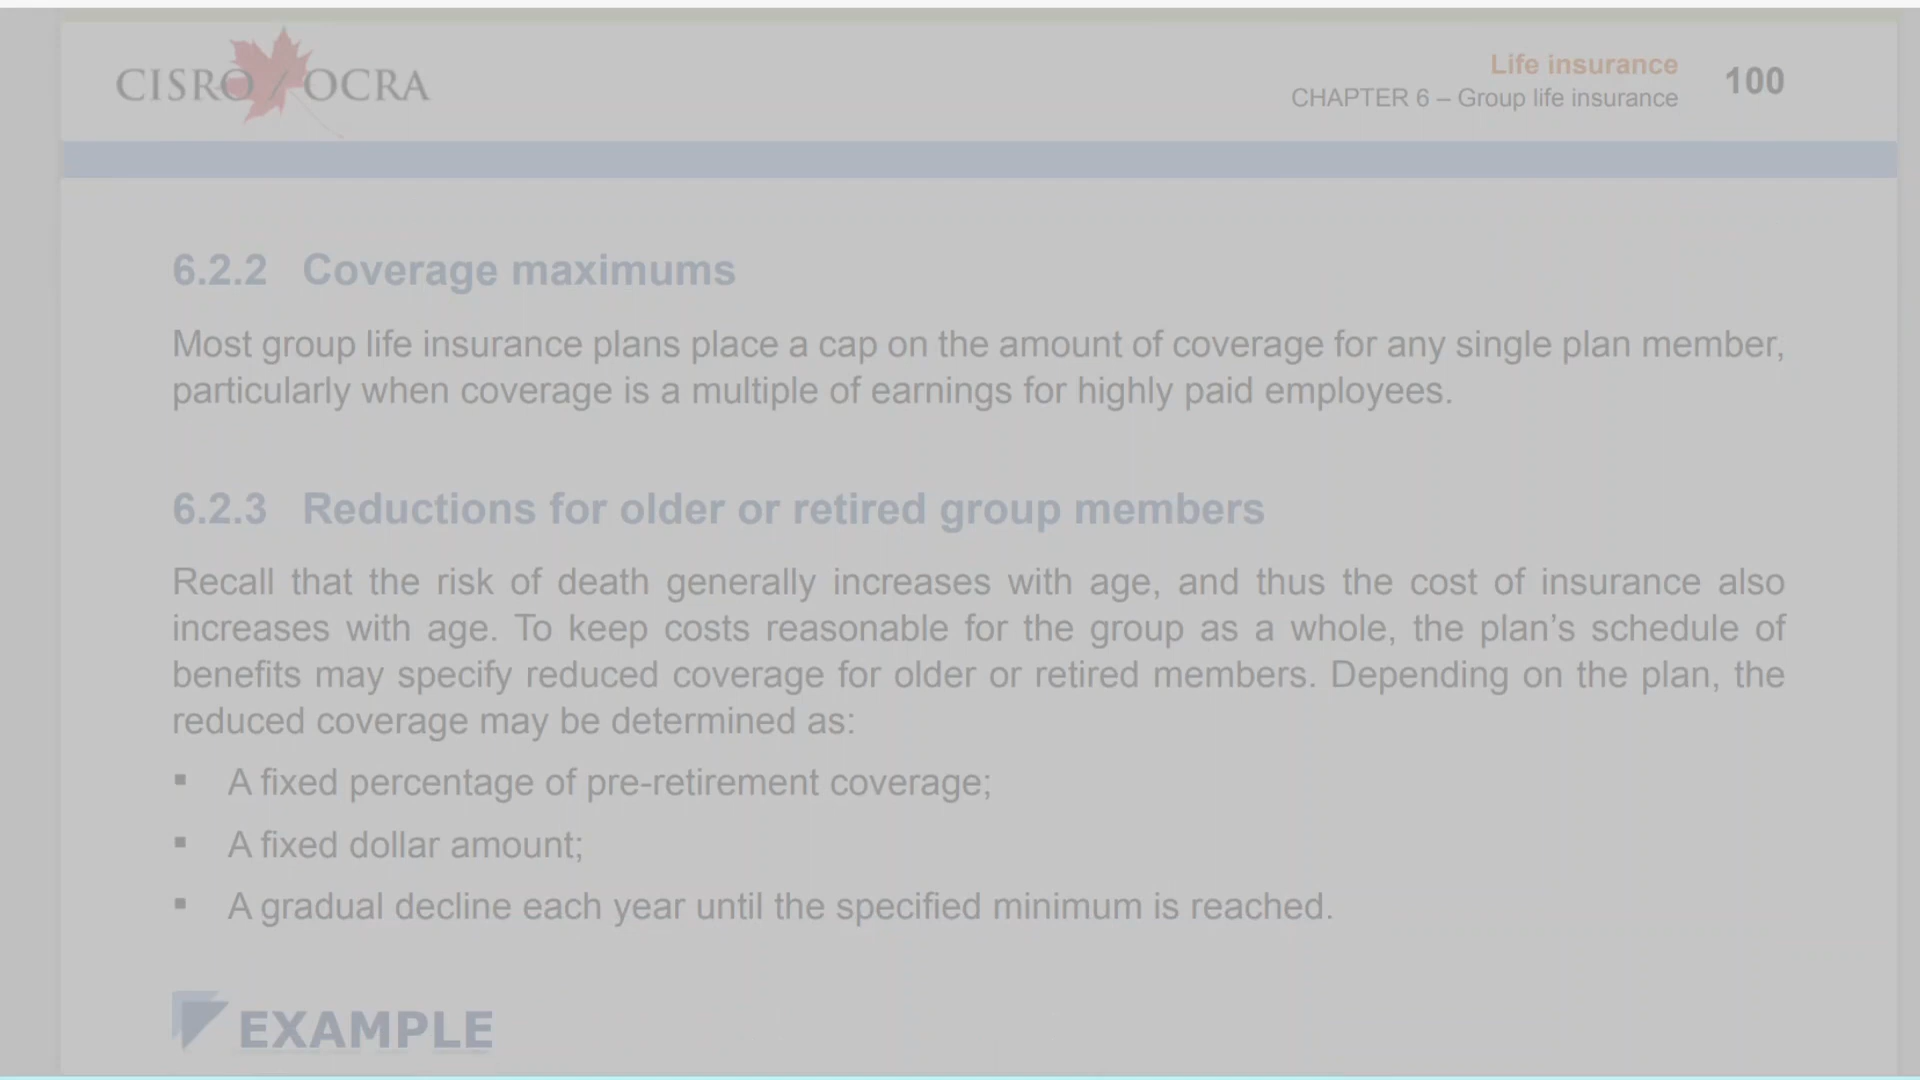 CISRO / OCRA
Life insurance
CHAPTER 6 – Group life insurance
100
6.2.2 Coverage maximums
Most group life insurance plans place a cap on the amount of coverage for any single plan member,
particularly when coverage is a multiple of earnings for highly paid employees.
6.2.3 Reductions for older or retired group members
Recall that the risk of death generally increases with age, and thus the cost of insurance also
increases with age. To keep costs reasonable for the group as a whole, the plan’s schedule of
benefits may specify reduced coverage for older or retired members. Depending on the plan, the
reduced coverage may be determined as:
▪ A fixed percentage of pre-retirement coverage;
▪ A fixed dollar amount;
▪ A gradual decline each year until the specified minimum is reached.
EXAMPLE